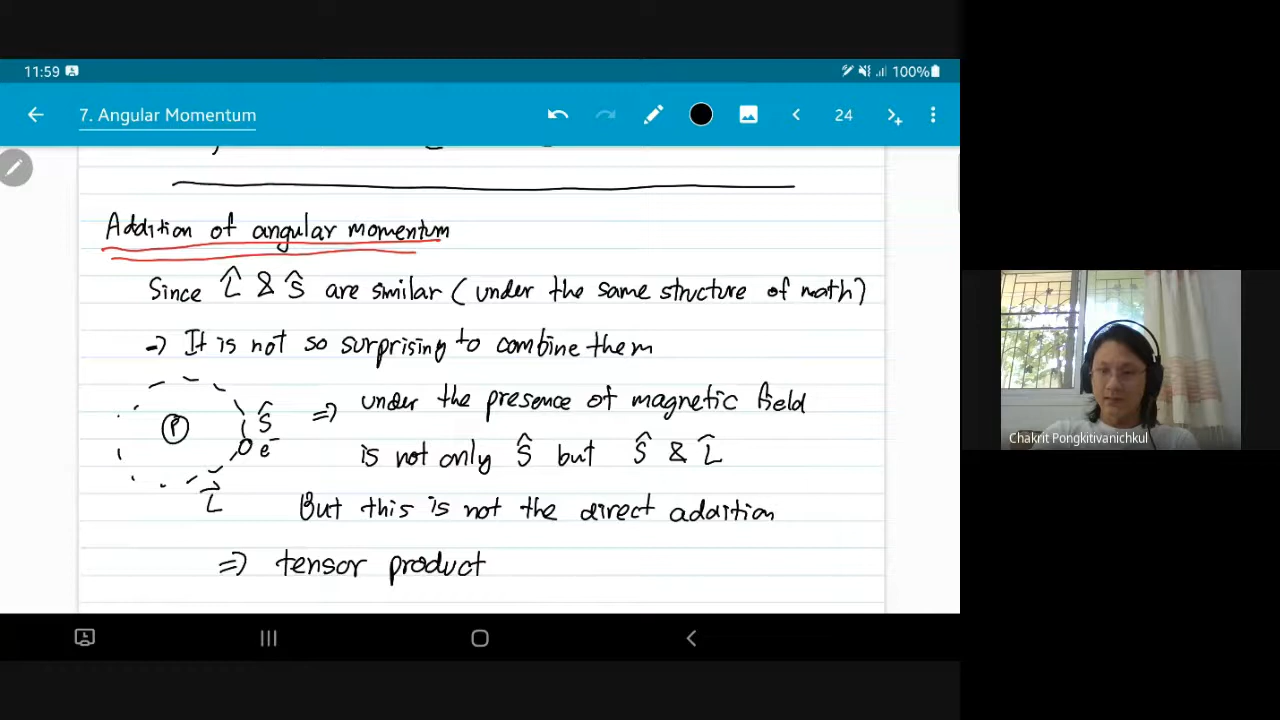 11:59
100%
7. Angular Momentum
24
Addition of angular momentum
Since L̂ & Ŝ are similar (under the same structure of math)
→ It is not so surprising to combine them
P
Ŝ
e⁻
L⃗
⇒ under the presence of magnetic field
is not only Ŝ but Ŝ & L̂
But this is not the direct addition
⇒ tensor product
Chakrit Pongkitivanichkul